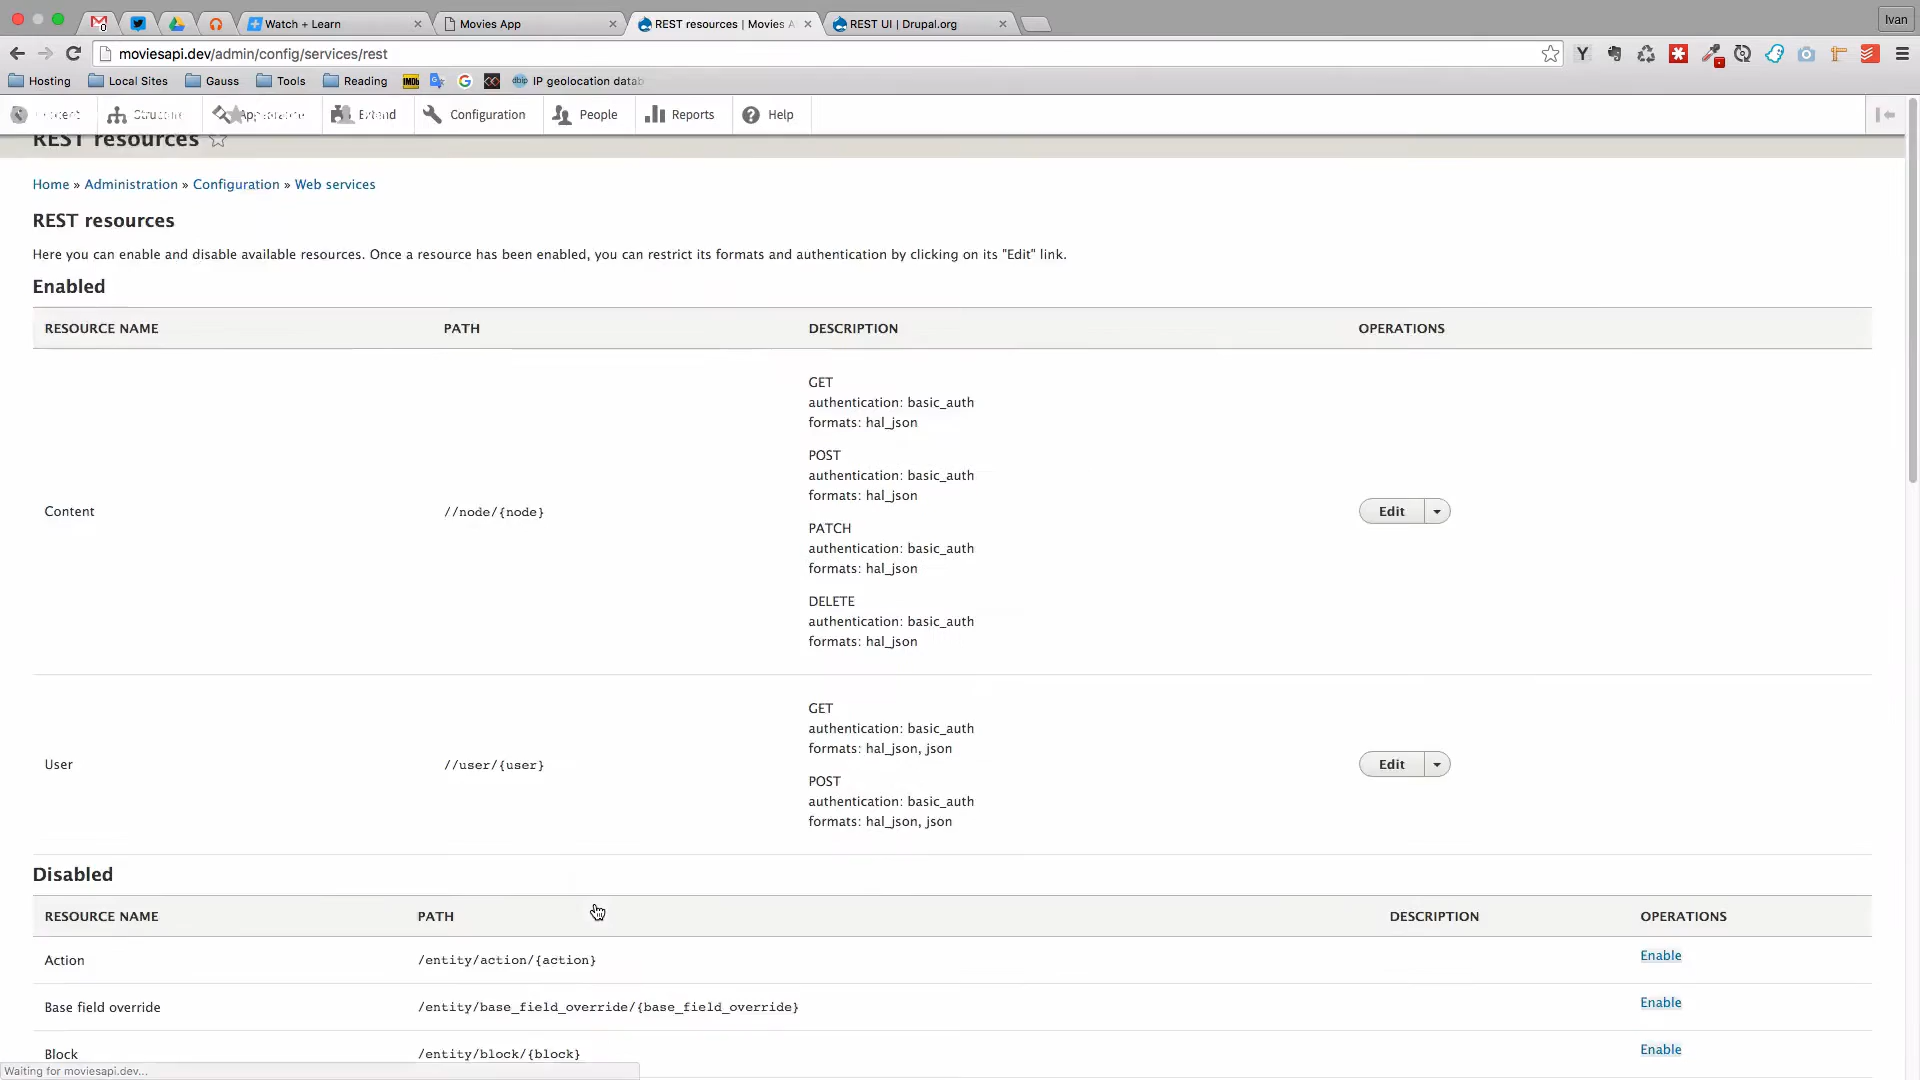 Ivan
0
Watch + Learn
Movies App
REST resources | Movies A
REST UI | Drupal.org
moviesapi.dev/admin/config/services/rest
Hosting
Local Sites
Gauss
Tools
Reading
IMDb
dbip IP geolocation datab
Structure
Appearance
Extend
Configuration
People
Reports
Help
REST resources
Home » Administration » Configuration » Web services
REST resources
Here you can enable and disable available resources. Once a resource has been enabled, you can restrict its formats and authentication by clicking on its "Edit" link.
Enabled
RESOURCE NAME PATH DESCRIPTION OPERATIONS
GET
authentication: basic_auth
formats: hal_json
POST
authentication: basic_auth
formats: hal_json
Content //node/{node} Edit
PATCH
authentication: basic_auth
formats: hal_json
DELETE
authentication: basic_auth
formats: hal_json
GET
authentication: basic_auth
formats: hal_json, json
User //user/{user} Edit
POST
authentication: basic_auth
formats: hal_json, json
Disabled
RESOURCE NAME PATH DESCRIPTION OPERATIONS
Action /entity/action/{action} Enable
Base field override /entity/base_field_override/{base_field_override} Enable
Block /entity/block/{block} Enable
Waiting for moviesapi.dev...